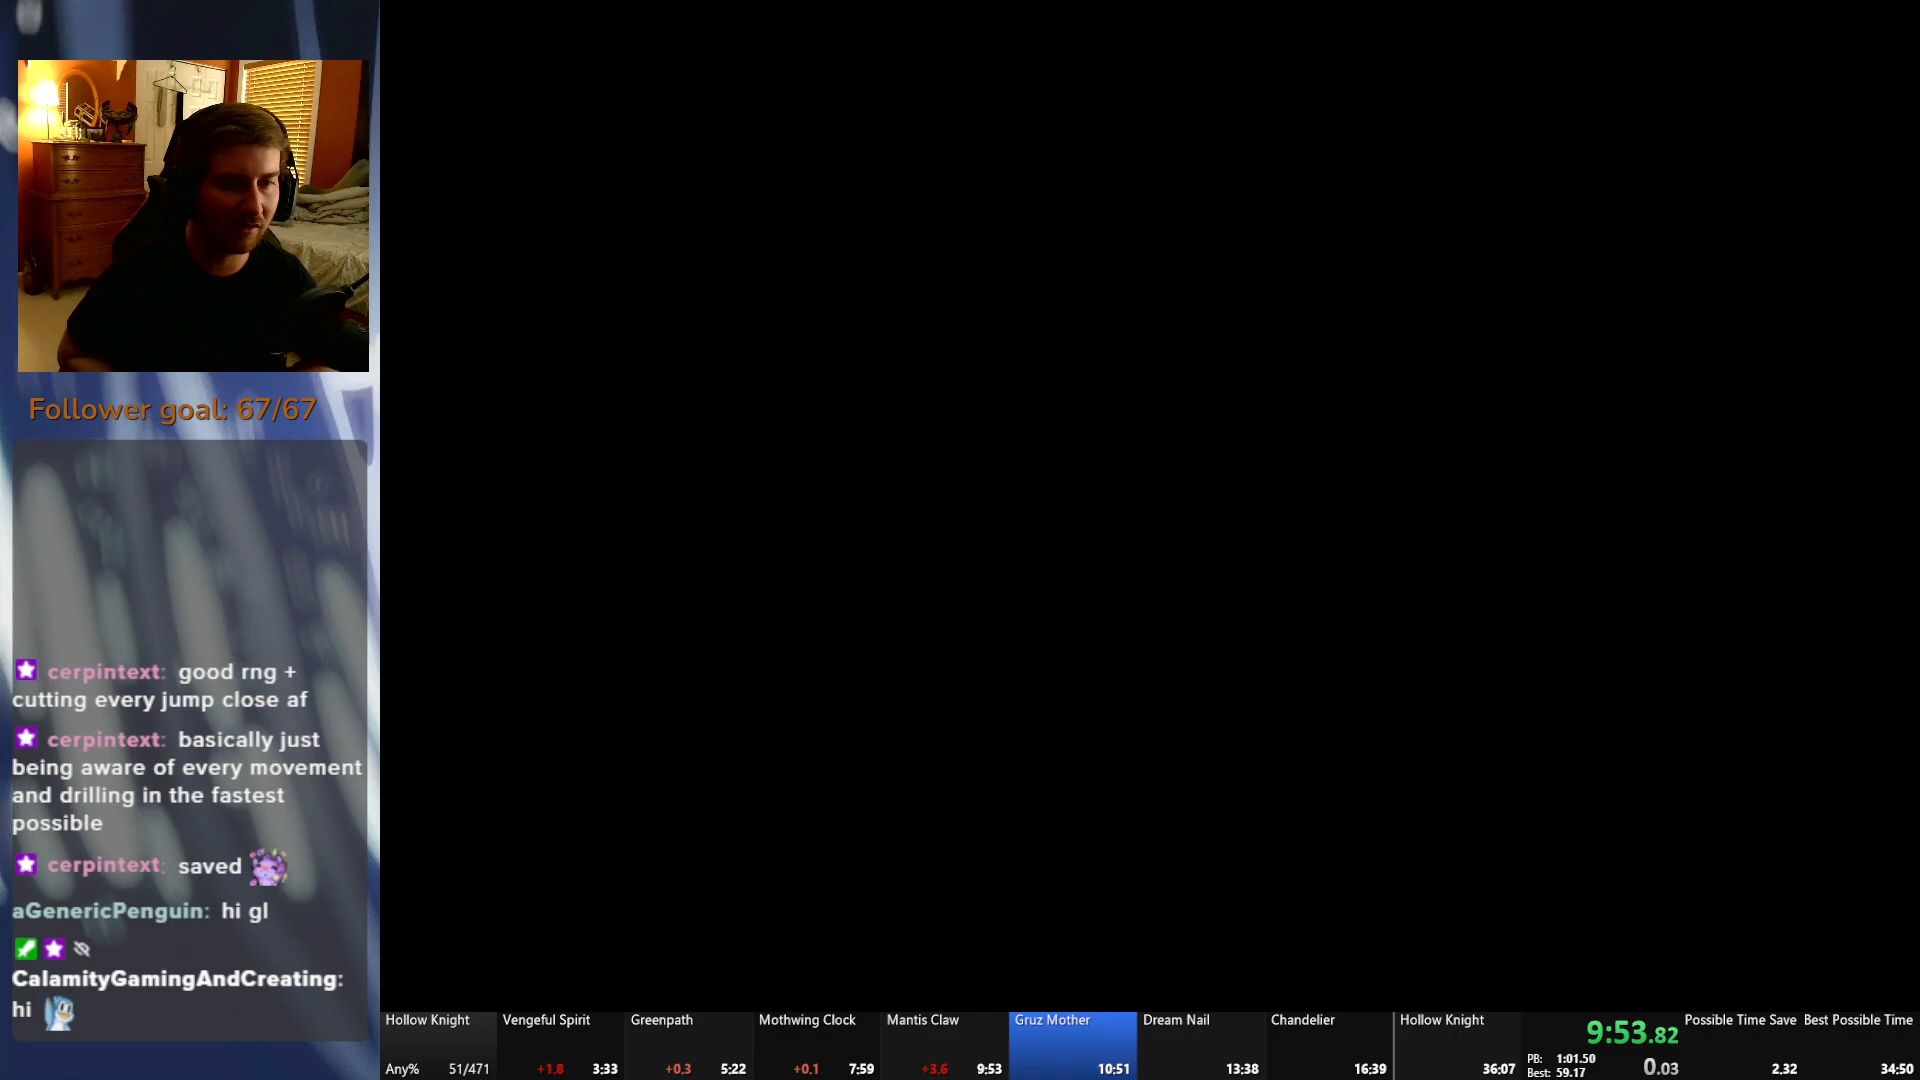 Follower goal: 67/67
cerpintext: good rng +
cutting every jump close af
cerpintext: basically just
being aware of every movement
and drilling in the fastest
possible
cerpintext: saved
aGenericPenguin: hi gl
CalamityGamingAndCreating:
hi
Hollow Knight
Any% 51/471
Vengeful Spirit
+1.8 3:33
Greenpath
+0.3 5:22
Mothwing Clock
+0.1 7:59
Mantis Claw
+3.6 9:53
Gruz Mother
10:51
Dream Nail
13:38
Chandelier
16:39
Hollow Knight
36:07
9:53.82
PB: 1:01.50
Best: 59.17
0.03
Possible Time Save
2.32
Best Possible Time
34:50